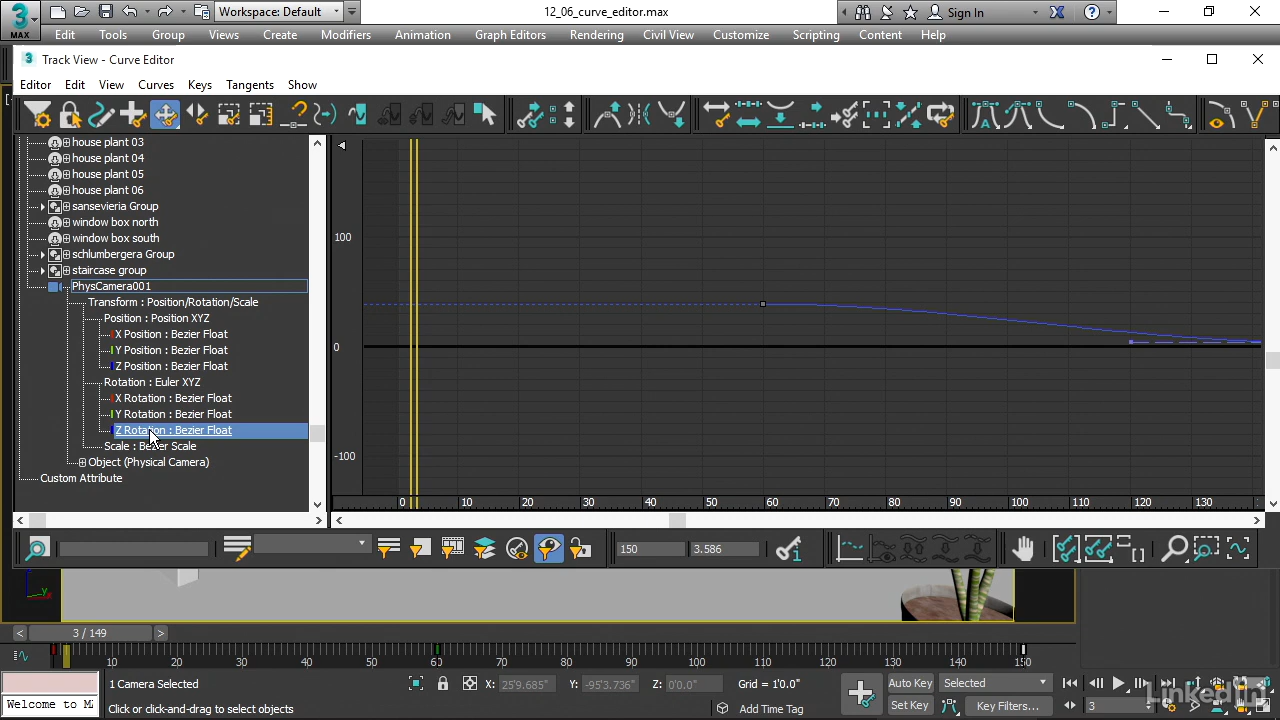 3
MAX
Workspace: Default
12_06_curve_editor.max
Sign In
Edit Tools Group Views Create Modifiers Animation Graph Editors Rendering Civil View Customize Scripting Content Help
3 Track View - Curve Editor
Editor Edit View Curves Keys Tangents Show
house plant 03
house plant 04
house plant 05
house plant 06
sansevieria Group
window box north
window box south
schlumbergera Group
staircase group
PhysCamera001
Transform : Position/Rotation/Scale
Position : Position XYZ
X Position : Bezier Float
Y Position : Bezier Float
Z Position : Bezier Float
Rotation : Euler XYZ
X Rotation : Bezier Float
Y Rotation : Bezier Float
Z Rotation : Bezier Float
Scale : Bezier Scale
Object (Physical Camera)
Custom Attribute
100
0
-100
0 10 20 30 40 50 60 70 80 90 100 110 120 130
150 3.586
3 / 149
10 20 30 40 50 60 70 80 90 100 110 120 130 140 150
1 Camera Selected
X: 25'9.685" Y: -95'3.736" Z: 0'0.0" Grid = 1'0.0"
Auto Key Selected
Welcome to M
Click or click-and-drag to select objects
Add Time Tag
Set Key Key Filters...
3
LinkedIn